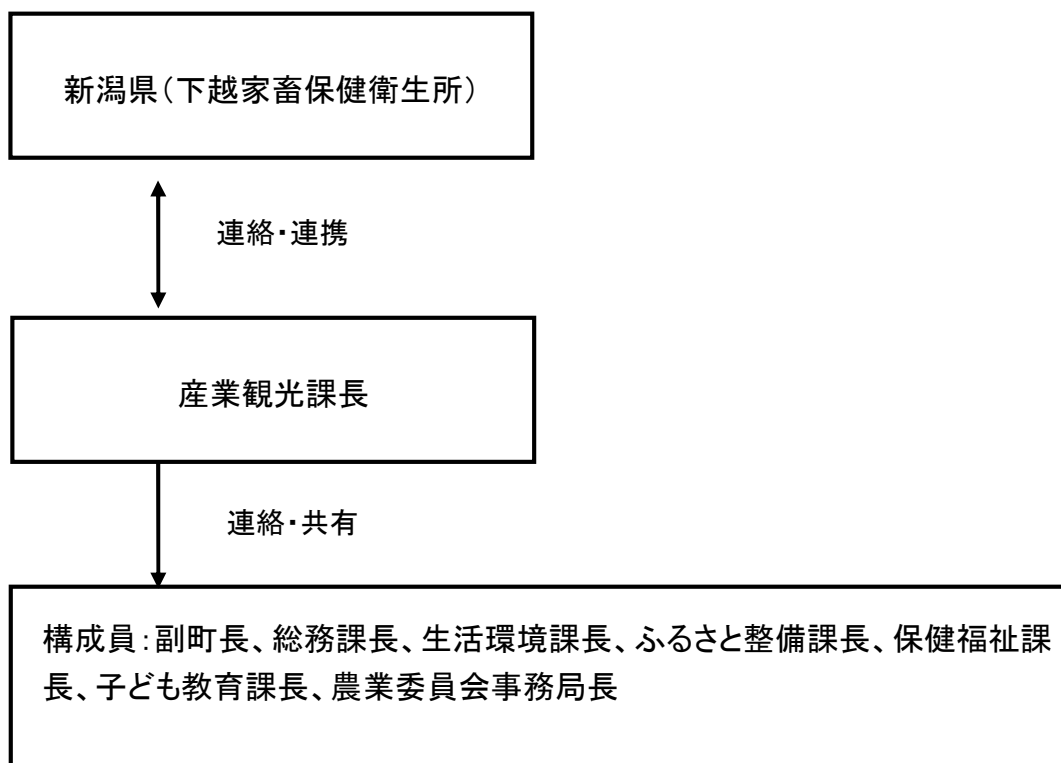 新潟県（下越家畜保健衛生所）
連絡・連携
産業観光課長
連絡・共有
構成員：副町長、総務課長、生活環境課長、ふるさと整備課長、保健福祉課
長、子ども教育課長、農業委員会事務局長